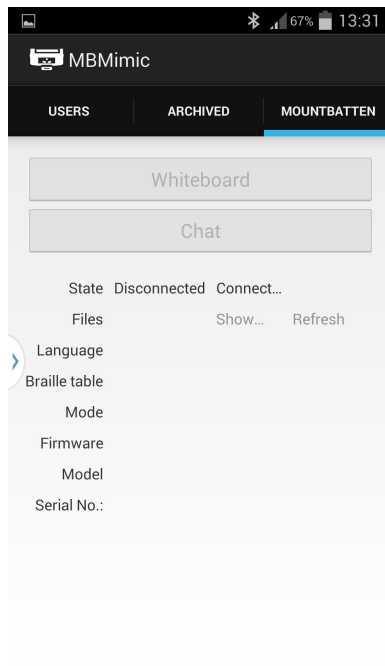 67% 13:31
MBMimic
USERS ARCHIVED MOUNTBATTEN
Whiteboard
Chat
State Disconnected Connect...
Files Show... Refresh
Language
Braille table
Mode
Firmware
Model
Serial No.: